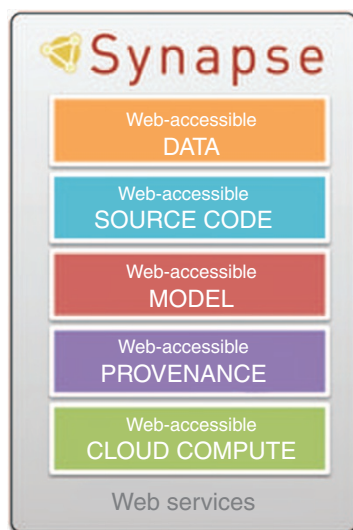 Synapse
Web-accessible
DATA
Web-accessible
SOURCE CODE
Web-accessible
MODEL
Web-accessible
PROVENANCE
Web-accessible
CLOUD COMPUTE
Web services